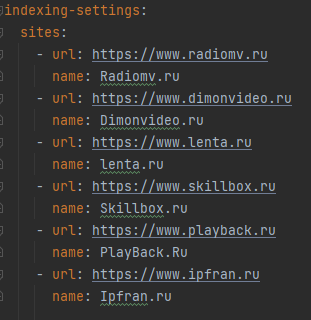 indexing-settings:
sites:
- url: https://www.radiomv.ru
name: Radiomv.ru
- url: https://www.dimonvideo.ru
name: Dimonvideo.ru
- url: https://www.lenta.ru
name: lenta.ru
- url: https://www.skillbox.ru
name: Skillbox.ru
- url: https://www.playback.ru
name: PlayBack.Ru
- url: https://www.ipfran.ru
name: Ipfran.ru